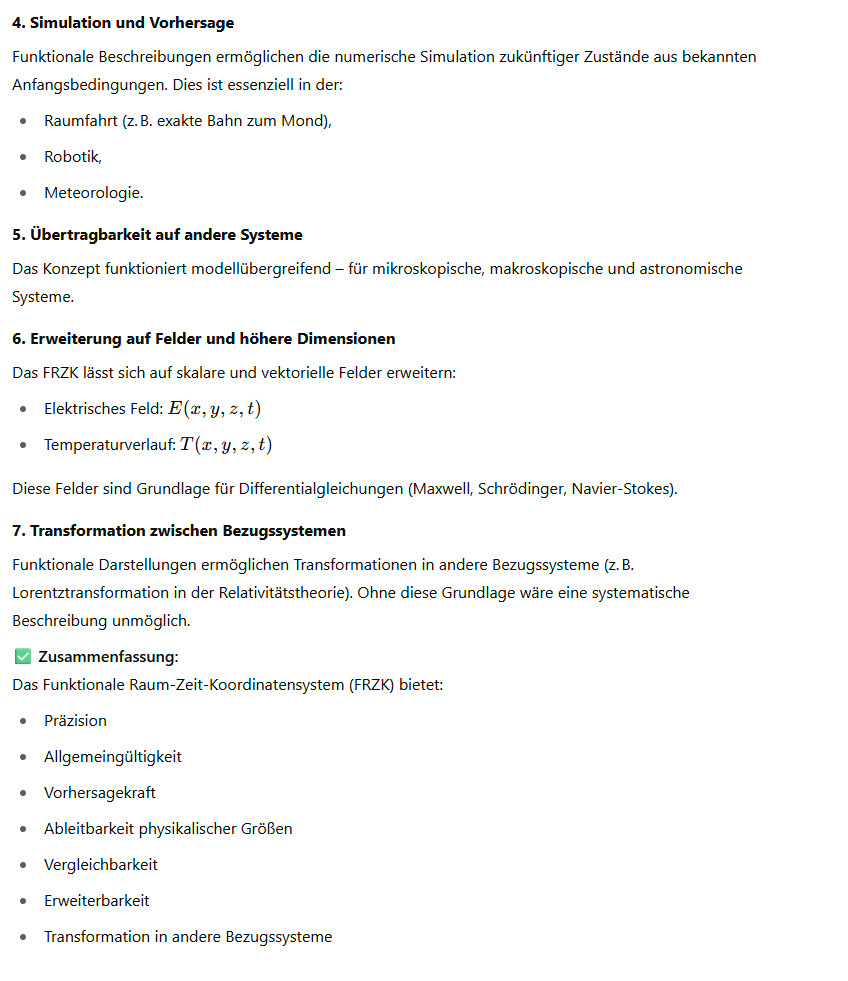 4. Simulation und Vorhersage
Funktionale Beschreibungen ermöglichen die numerische Simulation zukünftiger Zustände aus bekannten
Anfangsbedingungen. Dies ist essenziell in der:
• Raumfahrt (z. B. exakte Bahn zum Mond),
• Robotik,
• Meteorologie.
5. Übertragbarkeit auf andere Systeme
Das Konzept funktioniert modellübergreifend – für mikroskopische, makroskopische und astronomische
Systeme.
6. Erweiterung auf Felder und höhere Dimensionen
Das FRZK lässt sich auf skalare und vektorielle Felder erweitern:
• Elektrisches Feld: E(x, y, z, t)
• Temperaturverlauf: T(x, y, z, t)
Diese Felder sind Grundlage für Differentialgleichungen (Maxwell, Schrödinger, Navier-Stokes).
7. Transformation zwischen Bezugssystemen
Funktionale Darstellungen ermöglichen Transformationen in andere Bezugssysteme (z. B.
Lorentztransformation in der Relativitätstheorie). Ohne diese Grundlage wäre eine systematische
Beschreibung unmöglich.
✅ Zusammenfassung:
Das Funktionale Raum-Zeit-Koordinatensystem (FRZK) bietet:
• Präzision
• Allgemeingültigkeit
• Vorhersagekraft
• Ableitbarkeit physikalischer Größen
• Vergleichbarkeit
• Erweiterbarkeit
• Transformation in andere Bezugssysteme